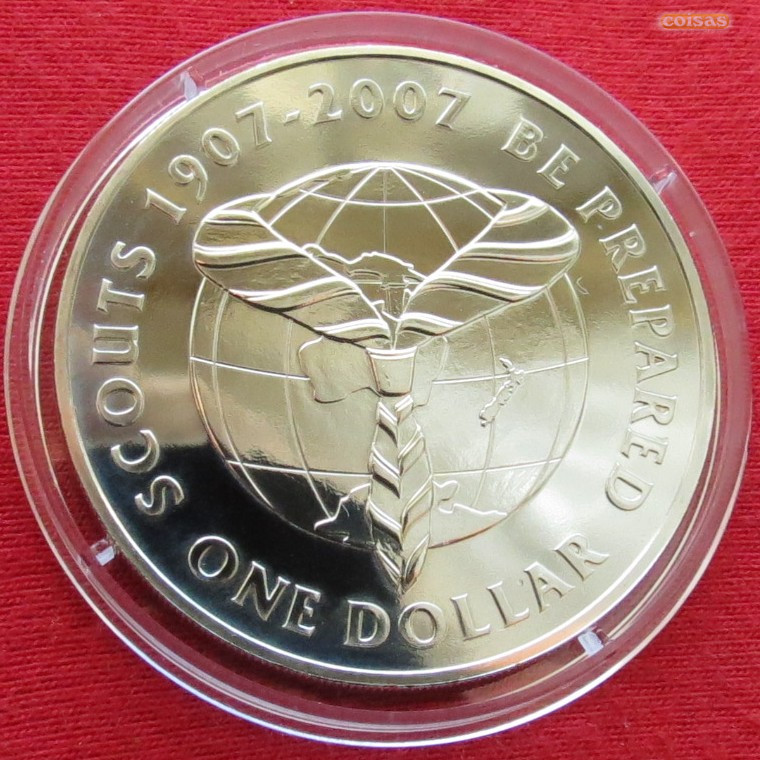 SCOUTS 1907-2007 BE PREPARED
ONE DOLLAR
coisas